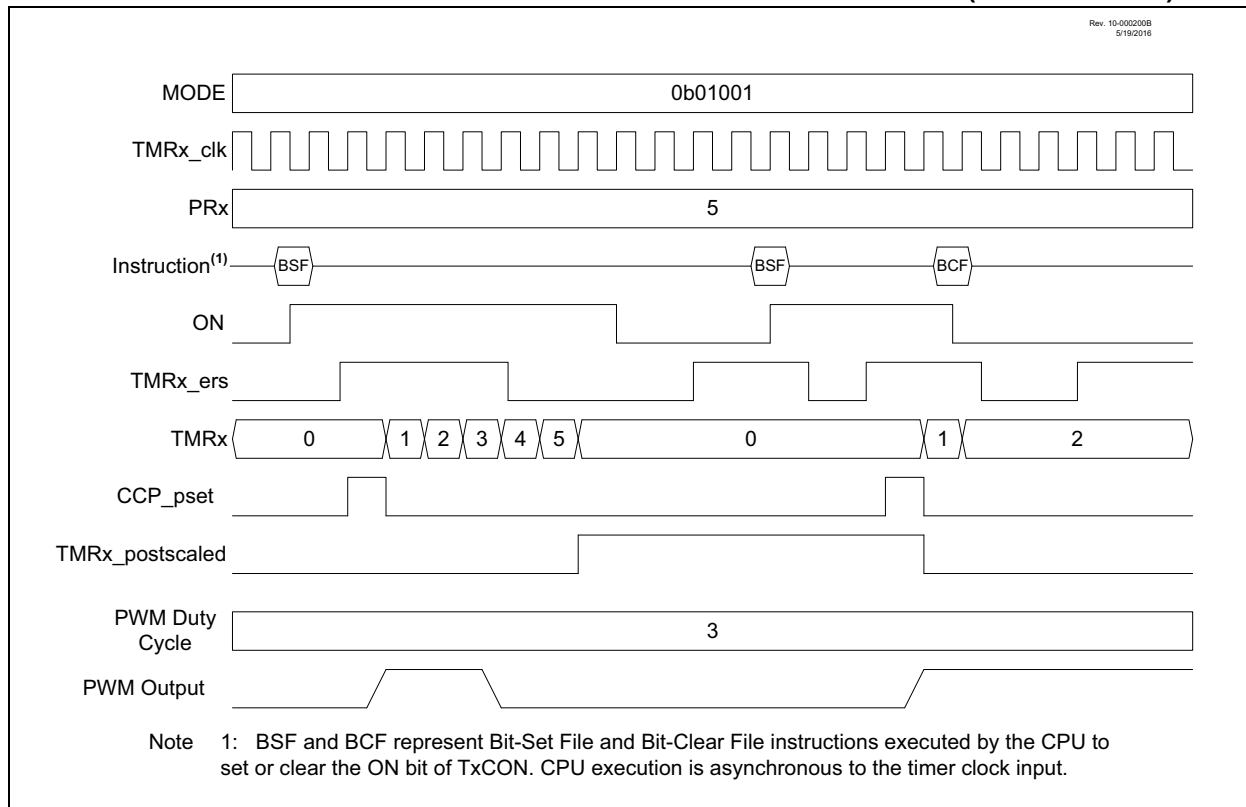 Rev. 10-000200B
5/19/2016
MODE 0b01001
TMRx_clk
PRx 5
Instruction(1) BSF BSF BCF
ON
TMRx_ers
TMRx 0 1 2 3 4 5 0 1 2
CCP_pset
TMRx_postscaled
PWM Duty
Cycle 3
PWM Output
Note 1: BSF and BCF represent Bit-Set File and Bit-Clear File instructions executed by the CPU to
set or clear the ON bit of TxCON. CPU execution is asynchronous to the timer clock input.